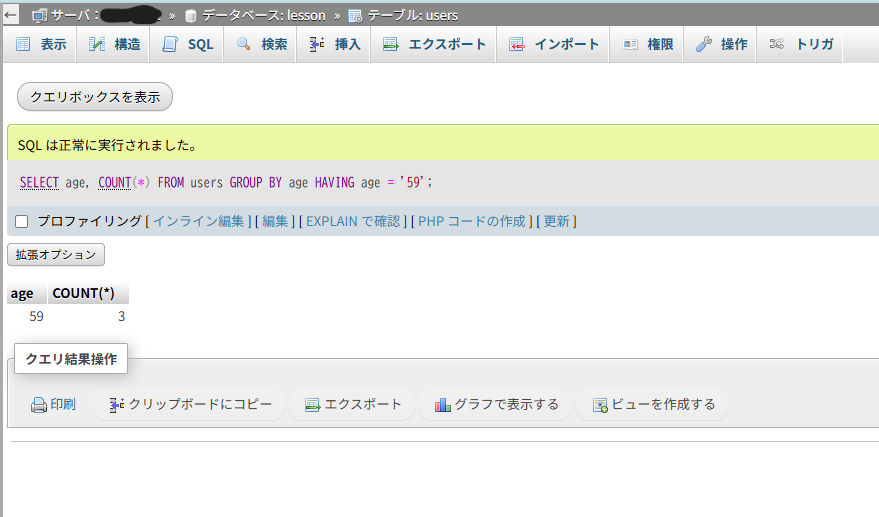 ← サーバ: » データベース: lesson » テーブル: users
表示 構造 SQL 検索 挿入 エクスポート インポート 権限 操作 トリガ
クエリボックスを表示
SQL は正常に実行されました。
SELECT age, COUNT(*) FROM users GROUP BY age HAVING age = '59';
プロファイリング [ インライン編集 ] [ 編集 ] [ EXPLAIN で確認 ] [ PHP コードの作成 ] [ 更新 ]
拡張オプション
age COUNT(*)
59 3
クエリ結果操作
印刷 クリップボードにコピー エクスポート グラフで表示する ビューを作成する